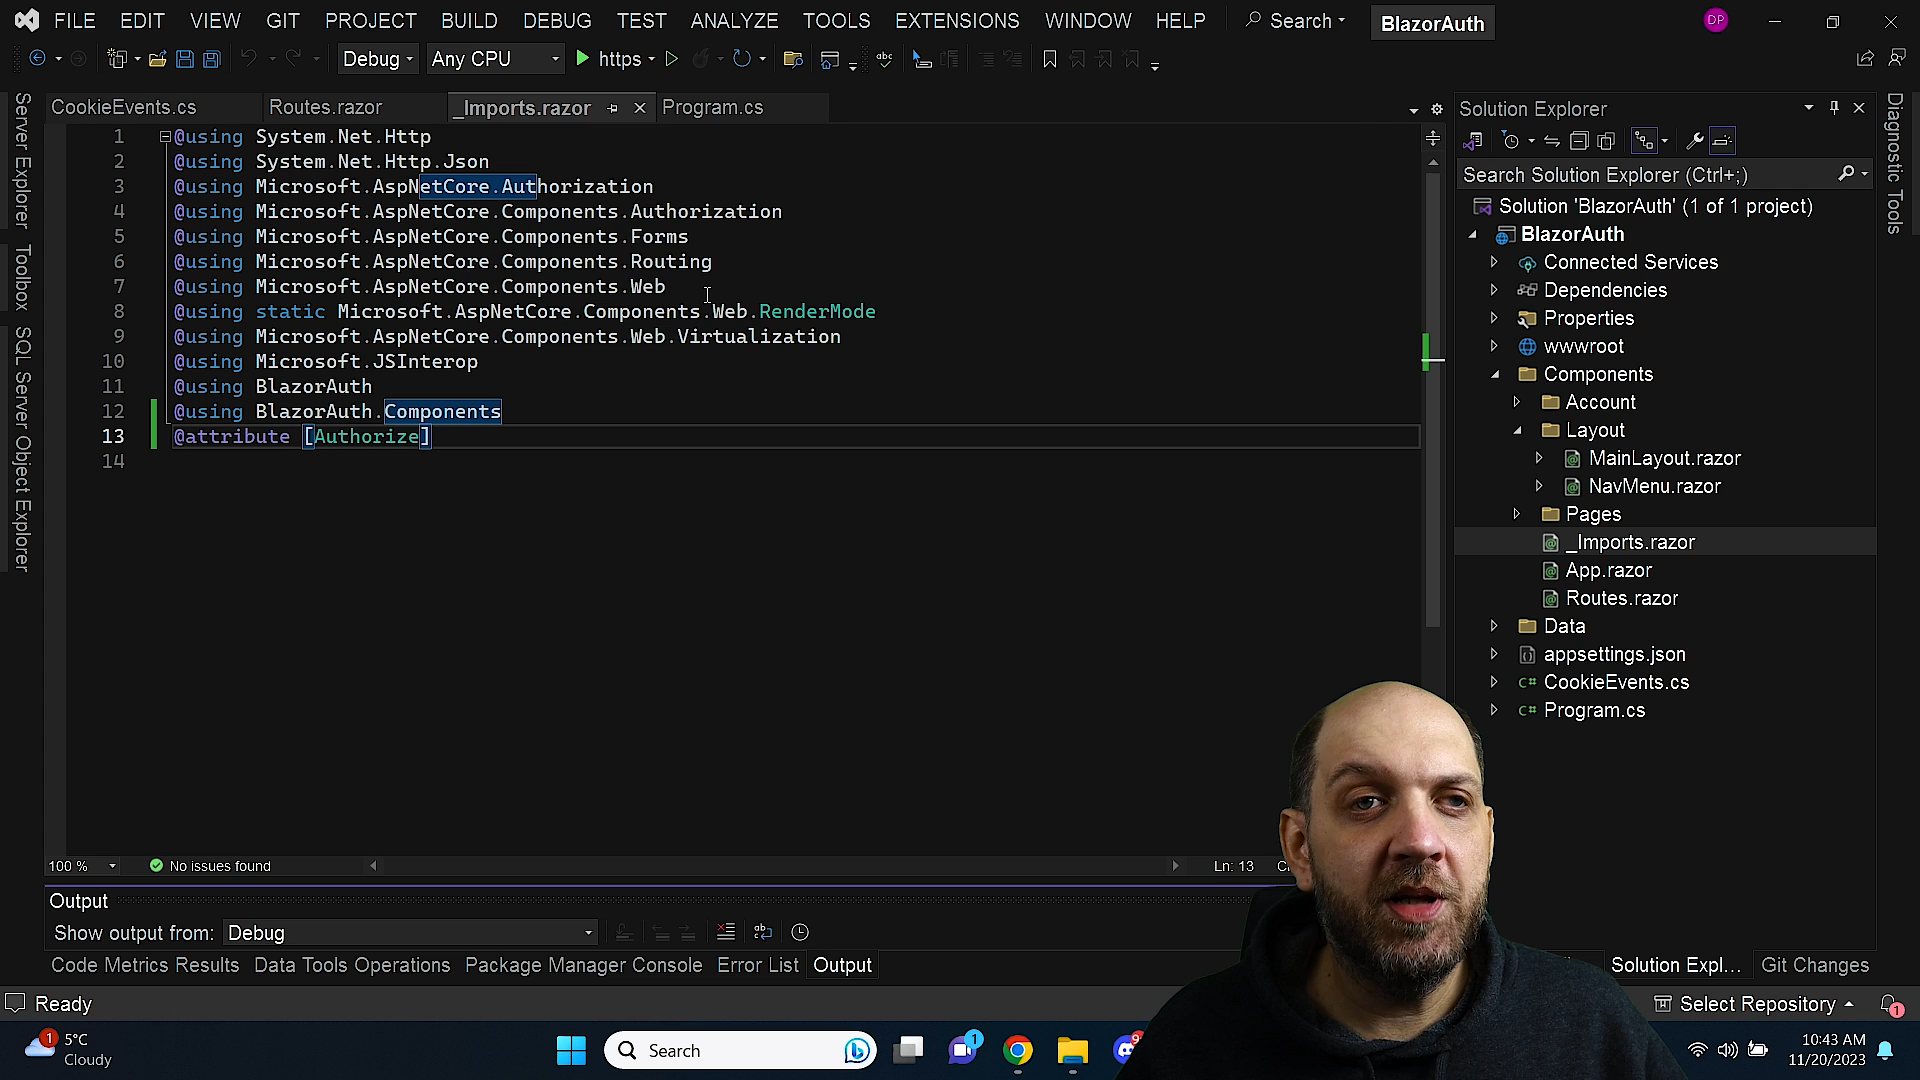 FILE EDIT VIEW GIT PROJECT BUILD DEBUG TEST ANALYZE TOOLS EXTENSIONS WINDOW HELP Search BlazorAuth DP
Debug Any CPU https
CookieEvents.cs Routes.razor _Imports.razor Program.cs
Server Explorer
Toolbox
SQL Server Object Explorer
1 @using System.Net.Http
2 @using System.Net.Http.Json
3 @using Microsoft.AspNetCore.Authorization
4 @using Microsoft.AspNetCore.Components.Authorization
5 @using Microsoft.AspNetCore.Components.Forms
6 @using Microsoft.AspNetCore.Components.Routing
7 @using Microsoft.AspNetCore.Components.Web
8 @using static Microsoft.AspNetCore.Components.Web.RenderMode
9 @using Microsoft.AspNetCore.Components.Web.Virtualization
10 @using Microsoft.JSInterop
11 @using BlazorAuth
12 @using BlazorAuth.Components
13 @attribute [Authorize]
14
100 % No issues found Ln: 13
Output
Show output from: Debug
Code Metrics Results Data Tools Operations Package Manager Console Error List Output
Solution Explorer
Search Solution Explorer (Ctrl+;)
Solution 'BlazorAuth' (1 of 1 project)
BlazorAuth
Connected Services
Dependencies
Properties
wwwroot
Components
Account
Layout
MainLayout.razor
NavMenu.razor
Pages
_Imports.razor
App.razor
Routes.razor
Data
appsettings.json
C# CookieEvents.cs
C# Program.cs
Diagnostic Tools
Solution Expl... Git Changes
Ready
Select Repository 1
1 5°C
Cloudy
Search
1
10:43 AM
11/20/2023